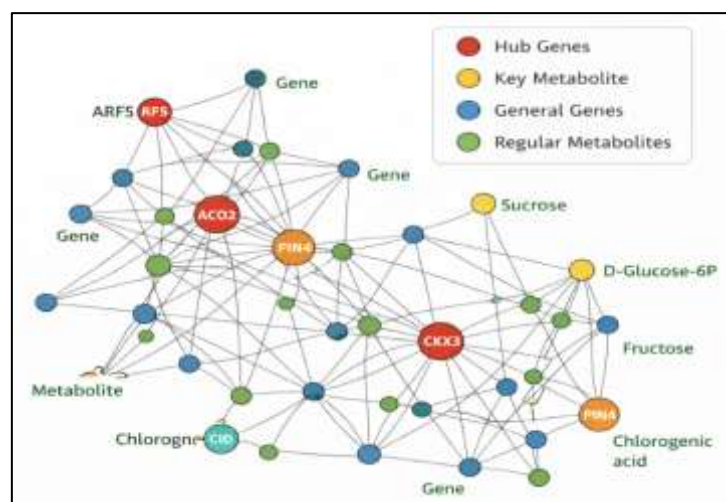 Hub Genes
Key Metabolite
General Genes
Regular Metabolites
Gene
ARF5 RF5
Gene
ACO2
Sucrose
Gene
PIN4
D-Glucose-6P
CKX3
Fructose
Metabolite
PIN4
Chlorogne CIO
Chlorogenic
acid
Gene